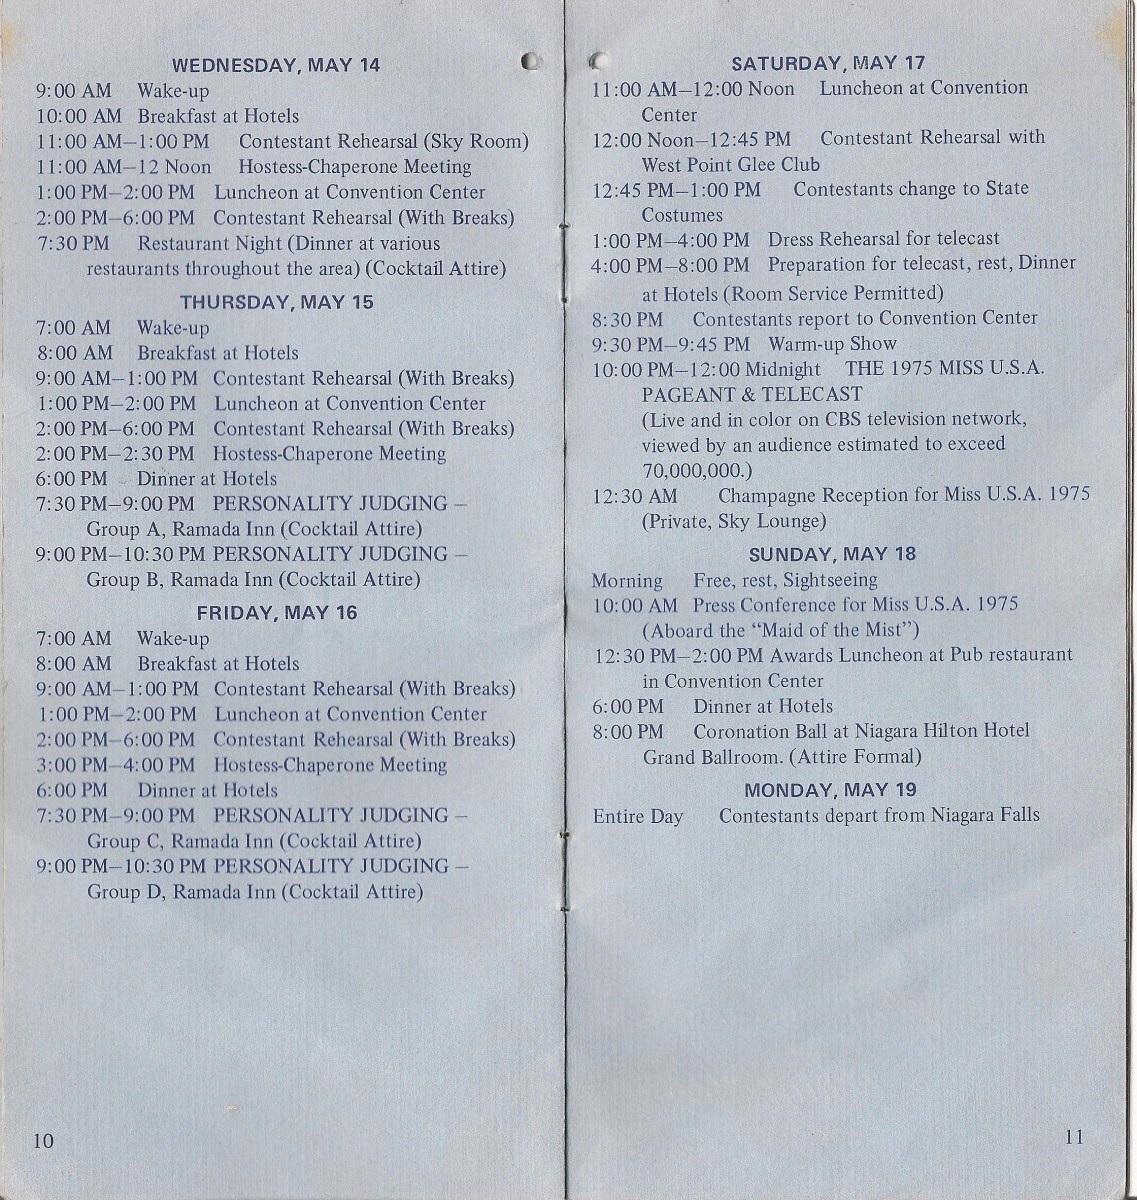 WEDNESDAY, MAY 14
9:00 AM Wake-up
10:00 AM Breakfast at Hotels
11:00 AM—1:00 PM Contestant Rehearsal (Sky Room)
11:00 AM—12 Noon Hostess-Chaperone Meeting
1:00 PM—2:00 PM Luncheon at Convention Center
2:00 PM—6:00 PM Contestant Rehearsal (With Breaks)
7:30 PM Restaurant Night (Dinner at various
restaurants throughout the area) (Cocktail Attire)
THURSDAY, MAY 15
7:00 AM Wake-up
8:00 AM Breakfast at Hotels
9:00 AM—1:00 PM Contestant Rehearsal (With Breaks)
1:00 PM—2:00 PM Luncheon at Convention Center
2:00 PM—6:00 PM Contestant Rehearsal (With Breaks)
2:00 PM—2:30 PM Hostess-Chaperone Meeting
6:00 PM Dinner at Hotels
7:30 PM—9:00 PM PERSONALITY JUDGING —
Group A, Ramada Inn (Cocktail Attire)
9:00 PM—10:30 PM PERSONALITY JUDGING —
Group B, Ramada Inn (Cocktail Attire)
FRIDAY, MAY 16
7:00 AM Wake-up
8:00 AM Breakfast at Hotels
9:00 AM—1:00 PM Contestant Rehearsal (With Breaks)
1:00 PM—2:00 PM Luncheon at Convention Center
2:00 PM—6:00 PM Contestant Rehearsal (With Breaks)
3:00 PM—4:00 PM Hostess-Chaperone Meeting
6:00 PM Dinner at Hotels
7:30 PM—9:00 PM PERSONALITY JUDGING —
Group C, Ramada Inn (Cocktail Attire)
9:00 PM—10:30 PM PERSONALITY JUDGING —
Group D, Ramada Inn (Cocktail Attire)
10
SATURDAY, MAY 17
11:00 AM—12:00 Noon Luncheon at Convention
Center
12:00 Noon—12:45 PM Contestant Rehearsal with
West Point Glee Club
12:45 PM—1:00 PM Contestants change to State
Costumes
1:00 PM—4:00 PM Dress Rehearsal for telecast
4:00 PM—8:00 PM Preparation for telecast, rest, Dinner
at Hotels (Room Service Permitted)
8:30 PM Contestants report to Convention Center
9:30 PM—9:45 PM Warm-up Show
10:00 PM—12:00 Midnight THE 1975 MISS U.S.A.
PAGEANT & TELECAST
(Live and in color on CBS television network,
viewed by an audience estimated to exceed
70,000,000.)
12:30 AM Champagne Reception for Miss U.S.A. 1975
(Private, Sky Lounge)
SUNDAY, MAY 18
Morning Free, rest, Sightseeing
10:00 AM Press Conference for Miss U.S.A. 1975
(Aboard the “Maid of the Mist”)
12:30 PM—2:00 PM Awards Luncheon at Pub restaurant
in Convention Center
6:00 PM Dinner at Hotels
8:00 PM Coronation Ball at Niagara Hilton Hotel
Grand Ballroom. (Attire Formal)
MONDAY, MAY 19
Entire Day Contestants depart from Niagara Falls
11